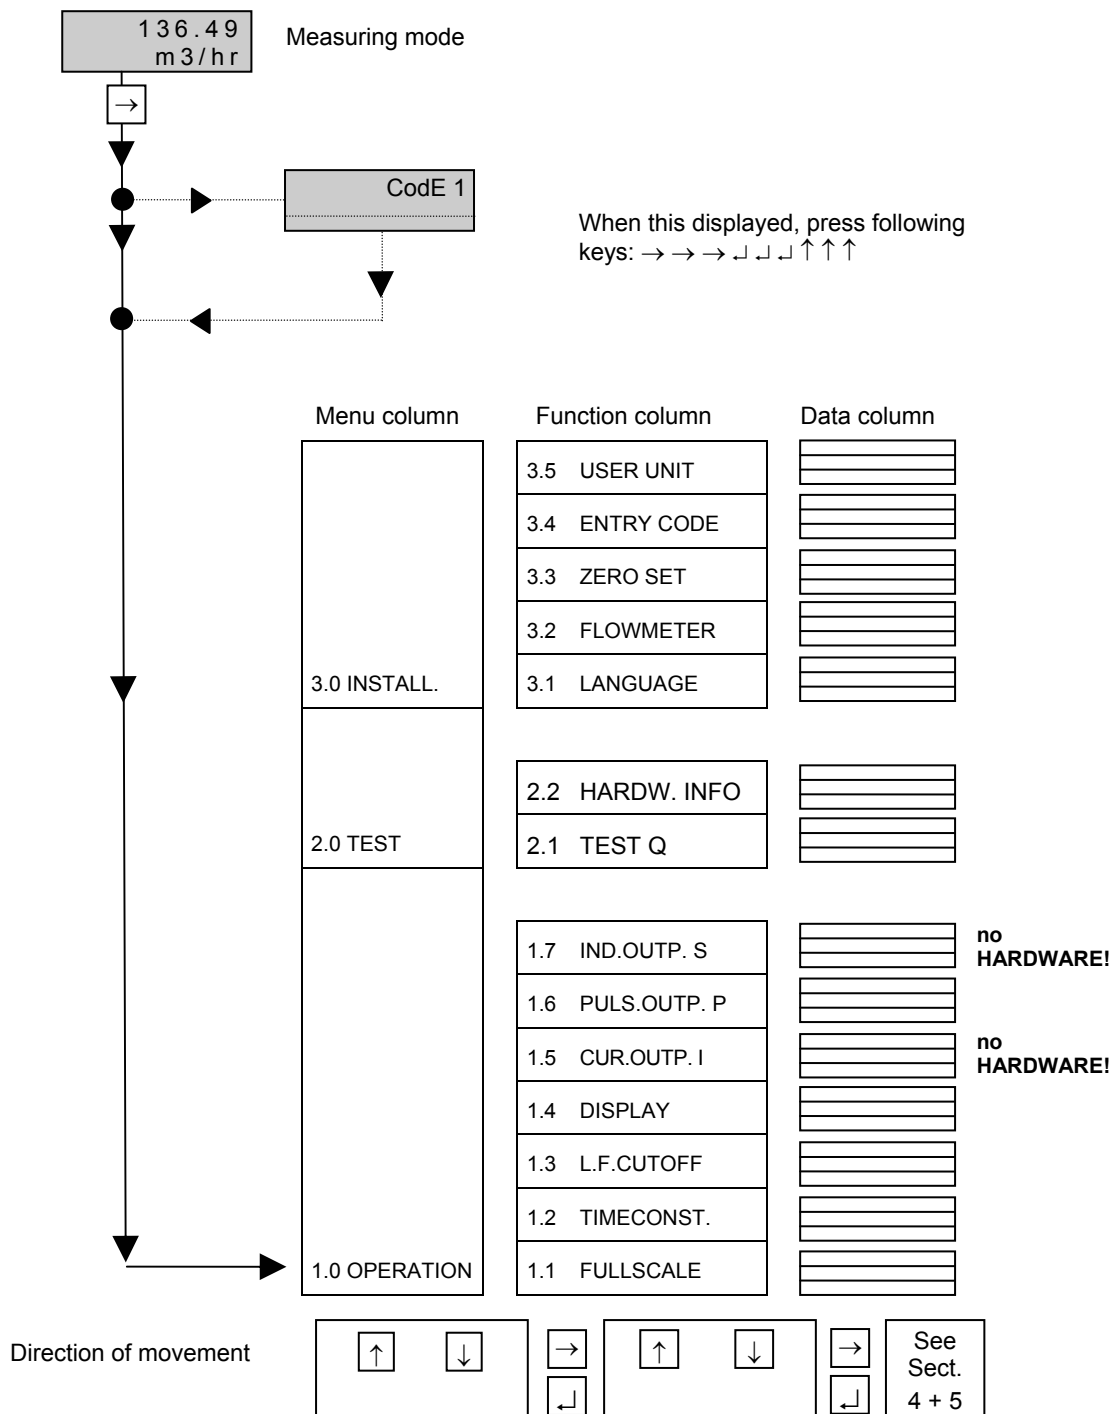 136.49
m3/hr
Measuring mode
→
CodE 1
When this displayed, press following
keys: → → → ↵ ↵ ↵ ↑ ↑ ↑
Menu column
Function column
Data column
3.5 USER UNIT
3.4 ENTRY CODE
3.3 ZERO SET
3.2 FLOWMETER
3.0 INSTALL.
3.1 LANGUAGE
2.2 HARDW. INFO
2.0 TEST
2.1 TEST Q
1.7 IND.OUTP. S
no
HARDWARE!
1.6 PULS.OUTP. P
1.5 CUR.OUTP. I
no
HARDWARE!
1.4 DISPLAY
1.3 L.F.CUTOFF
1.2 TIMECONST.
1.0 OPERATION
1.1 FULLSCALE
Direction of movement
↑ ↓
→
↵
↑ ↓
→
↵
See
Sect.
4 + 5